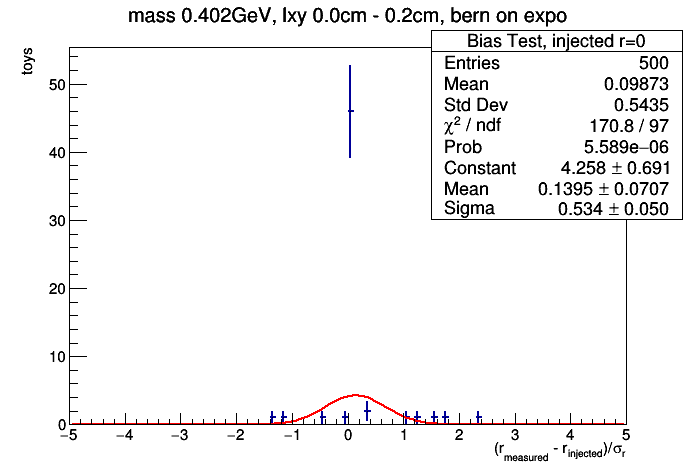 mass 0.402GeV, lxy 0.0cm - 0.2cm, bern on expo
toys
Bias Test, injected r=0
Entries 500
Mean 0.09873
Std Dev 0.5435
χ² / ndf 170.8 / 97
Prob 5.589e−06
Constant 4.258 ± 0.691
Mean 0.1395 ± 0.0707
Sigma 0.534 ± 0.050
50
40
30
20
10
0
−5 −4 −3 −2 −1 0 1 2 3 4 5
(r_measured - r_injected)/σ_r